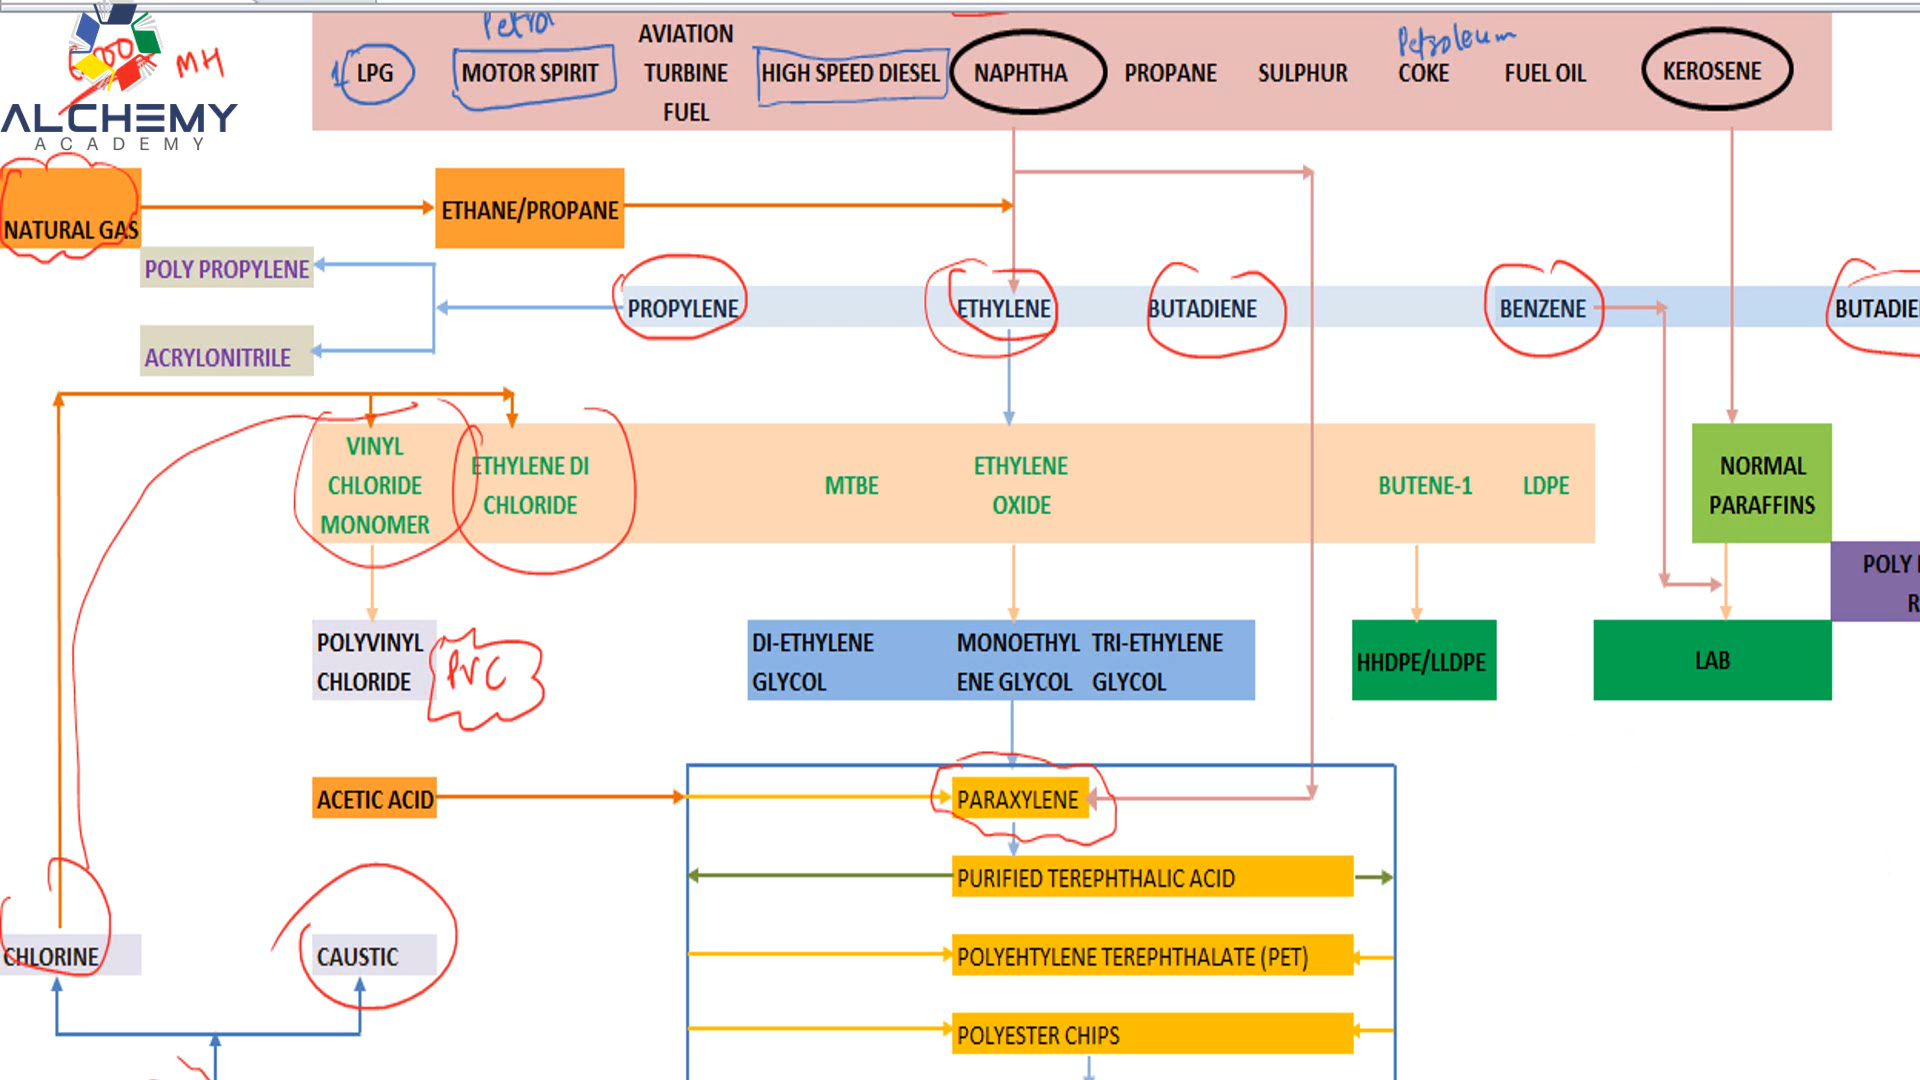 Petrol
AVIATION
Petroleum
LPG
MOTOR SPIRIT
TURBINE
HIGH SPEED DIESEL
NAPHTHA
PROPANE
SULPHUR
COKE
FUEL OIL
KEROSENE
FUEL
MH
ALCHEMY
ACADEMY
NATURAL GAS
ETHANE/PROPANE
POLY PROPYLENE
PROPYLENE
ETHYLENE
BUTADIENE
BENZENE
BUTADIE
ACRYLONITRILE
VINYL
CHLORIDE
MONOMER
ETHYLENE DI
CHLORIDE
MTBE
ETHYLENE
OXIDE
BUTENE-1
LDPE
NORMAL
PARAFFINS
POLY
R
POLYVINYL
CHLORIDE
PVC
DI-ETHYLENE
GLYCOL
MONOETHYL
ENE GLYCOL
TRI-ETHYLENE
GLYCOL
HHDPE/LLDPE
LAB
ACETIC ACID
PARAXYLENE
PURIFIED TEREPHTHALIC ACID
CHLORINE
CAUSTIC
POLYEHTYLENE TEREPHTHALATE (PET)
POLYESTER CHIPS